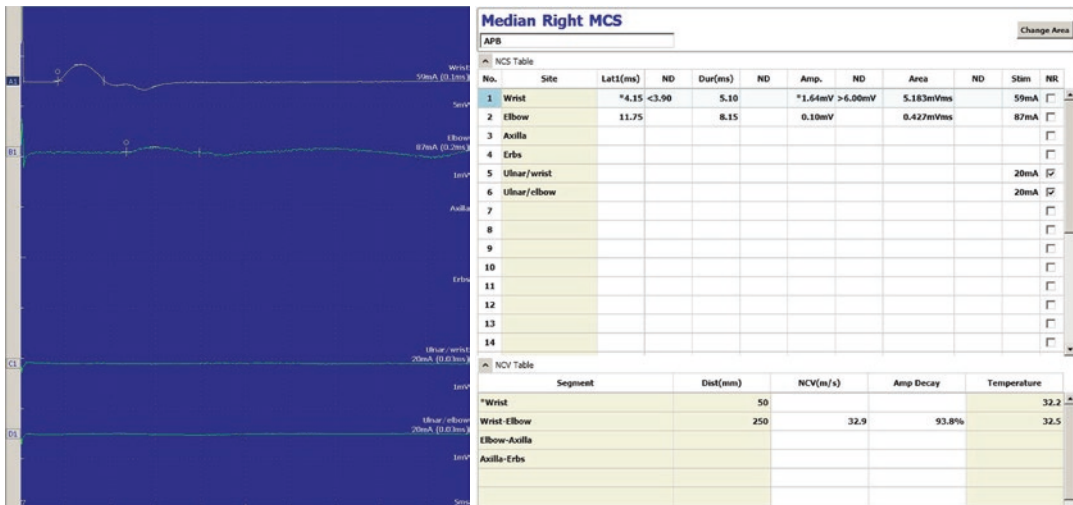 A1
Wrist
59mA (0.1ms)
5mV
Elbow
87mA (0.2ms)
B1
1mV
Axilla
Erbs
Ulnar/wrist
20mA (0.03ms)
C1
1mV
Ulnar/elbow
20mA (0.03ms)
D1
1mV
5ms
Median Right MCS
APB
Change Area
NCS Table
No. Site Lat1(ms) ND Dur(ms) ND Amp. ND Area ND Stim NR
1 Wrist *4.15 <3.90 5.10 *1.64mV >6.00mV 5.183mVms 59mA
2 Elbow 11.75 8.15 0.10mV 0.427mVms 87mA
3 Axilla
4 Erbs
5 Ulnar/wrist 20mA
6 Ulnar/elbow 20mA
7
8
9
10
11
12
13
14
NCV Table
Segment Dist(mm) NCV(m/s) Amp Decay Temperature
*Wrist 50 32.2
Wrist-Elbow 250 32.9 93.8% 32.5
Elbow-Axilla
Axilla-Erbs